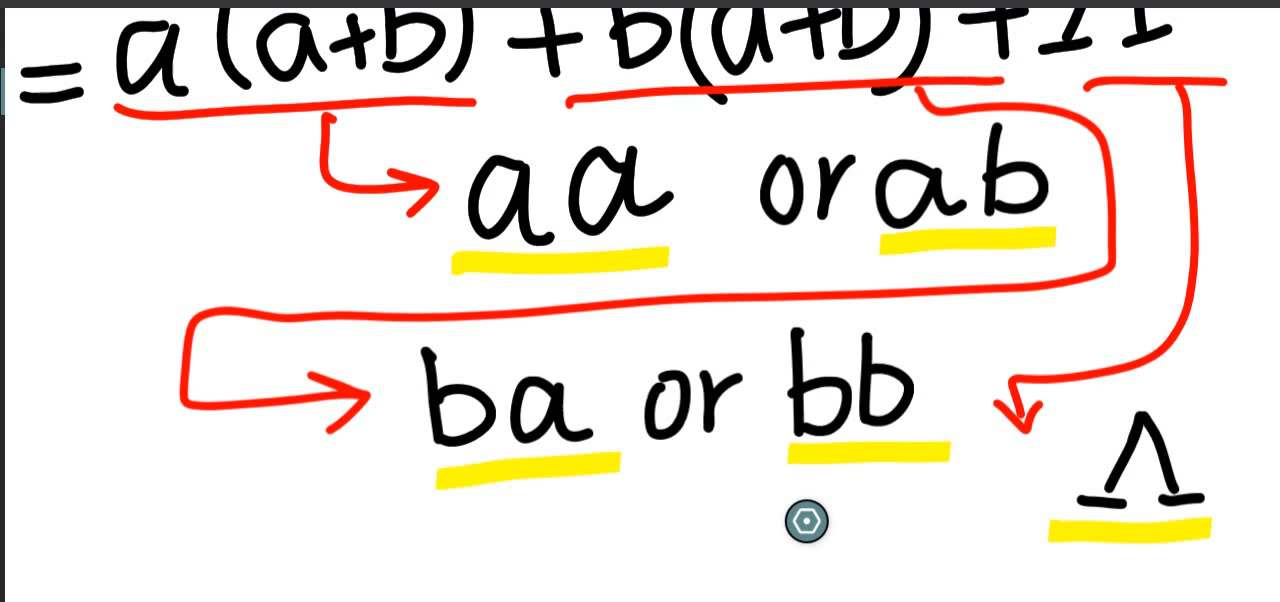 = a(a+b) + b(a+b) + Λ
aa or ab
ba or bb
Λ